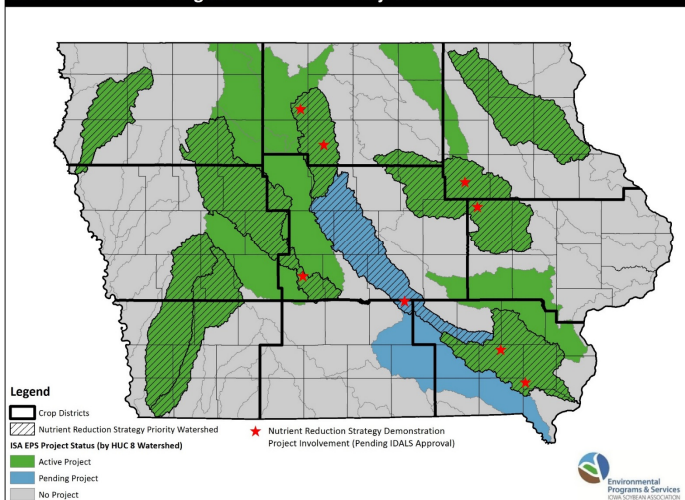 Legend
Crop Districts
Nutrient Reduction Strategy Priority Watershed
ISA EPS Project Status (by HUC 8 Watershed)
Active Project
Pending Project
No Project
Nutrient Reduction Strategy Demonstration
Project Involvement (Pending IDALS Approval)
Environmental
Programs & Services
IOWA SOYBEAN ASSOCIATION